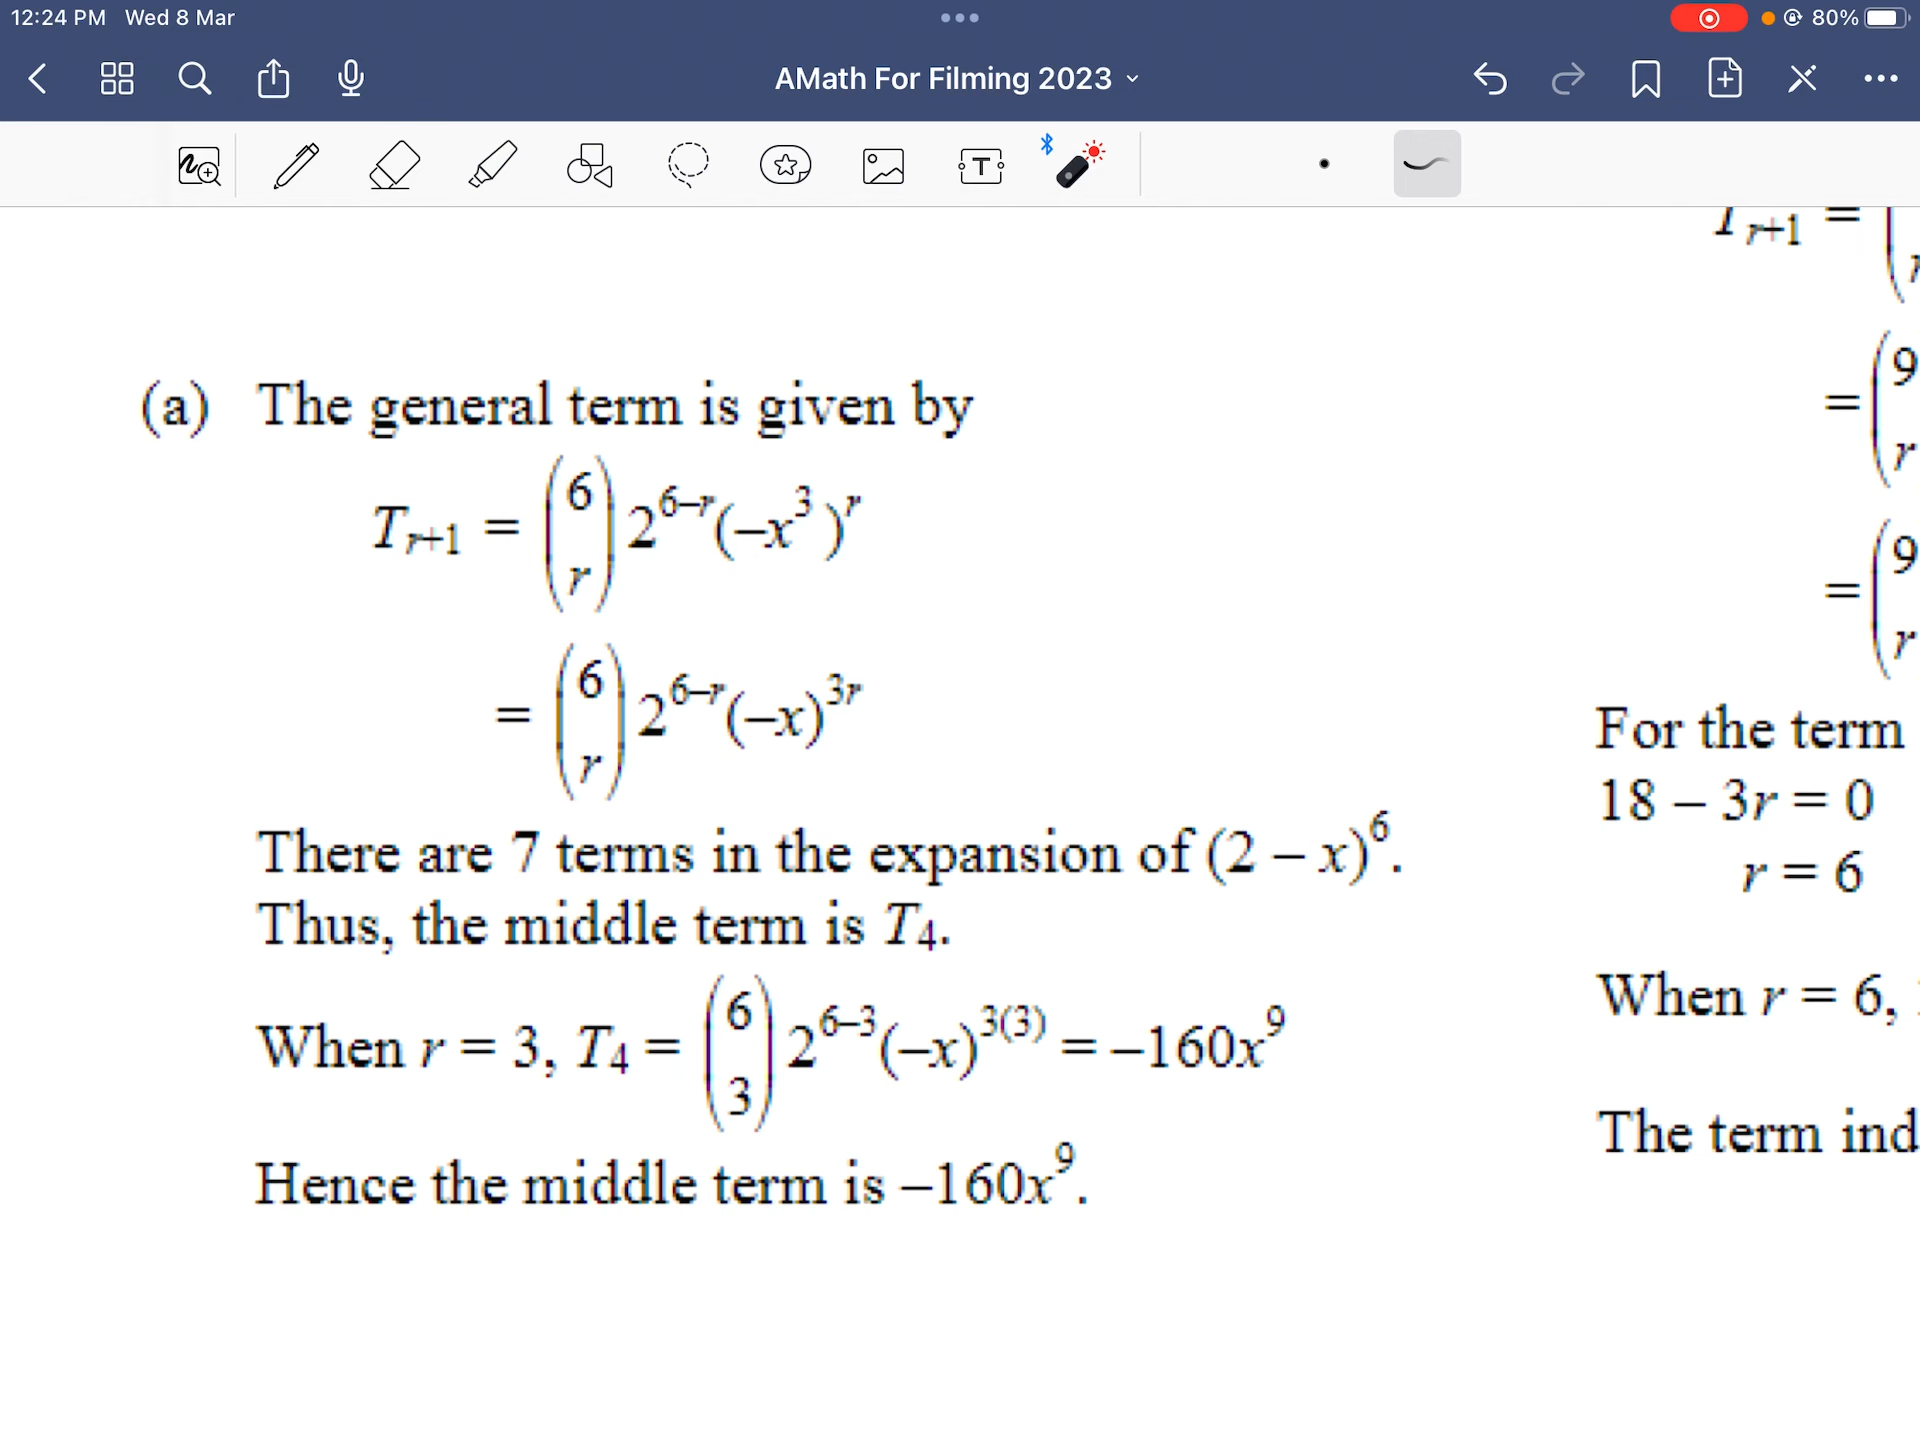 12:24 PM Wed 8 Mar
80%
AMath For Filming 2023
(a) The general term is given by
T_{r+1} = \binom{6}{r} 2^{6–r}(–x^3)^r
= \binom{6}{r} 2^{6–r}(–x)^{3r}
There are 7 terms in the expansion of (2 – x)^6.
Thus, the middle term is T_4.
When r = 3, T_4 = \binom{6}{3} 2^{6–3}(–x)^{3(3)} = –160x^9
Hence the middle term is –160x^9.
T_{r+1} =
= (9 r
= (9 r
For the term
18 – 3r = 0
r = 6
When r = 6,
The term